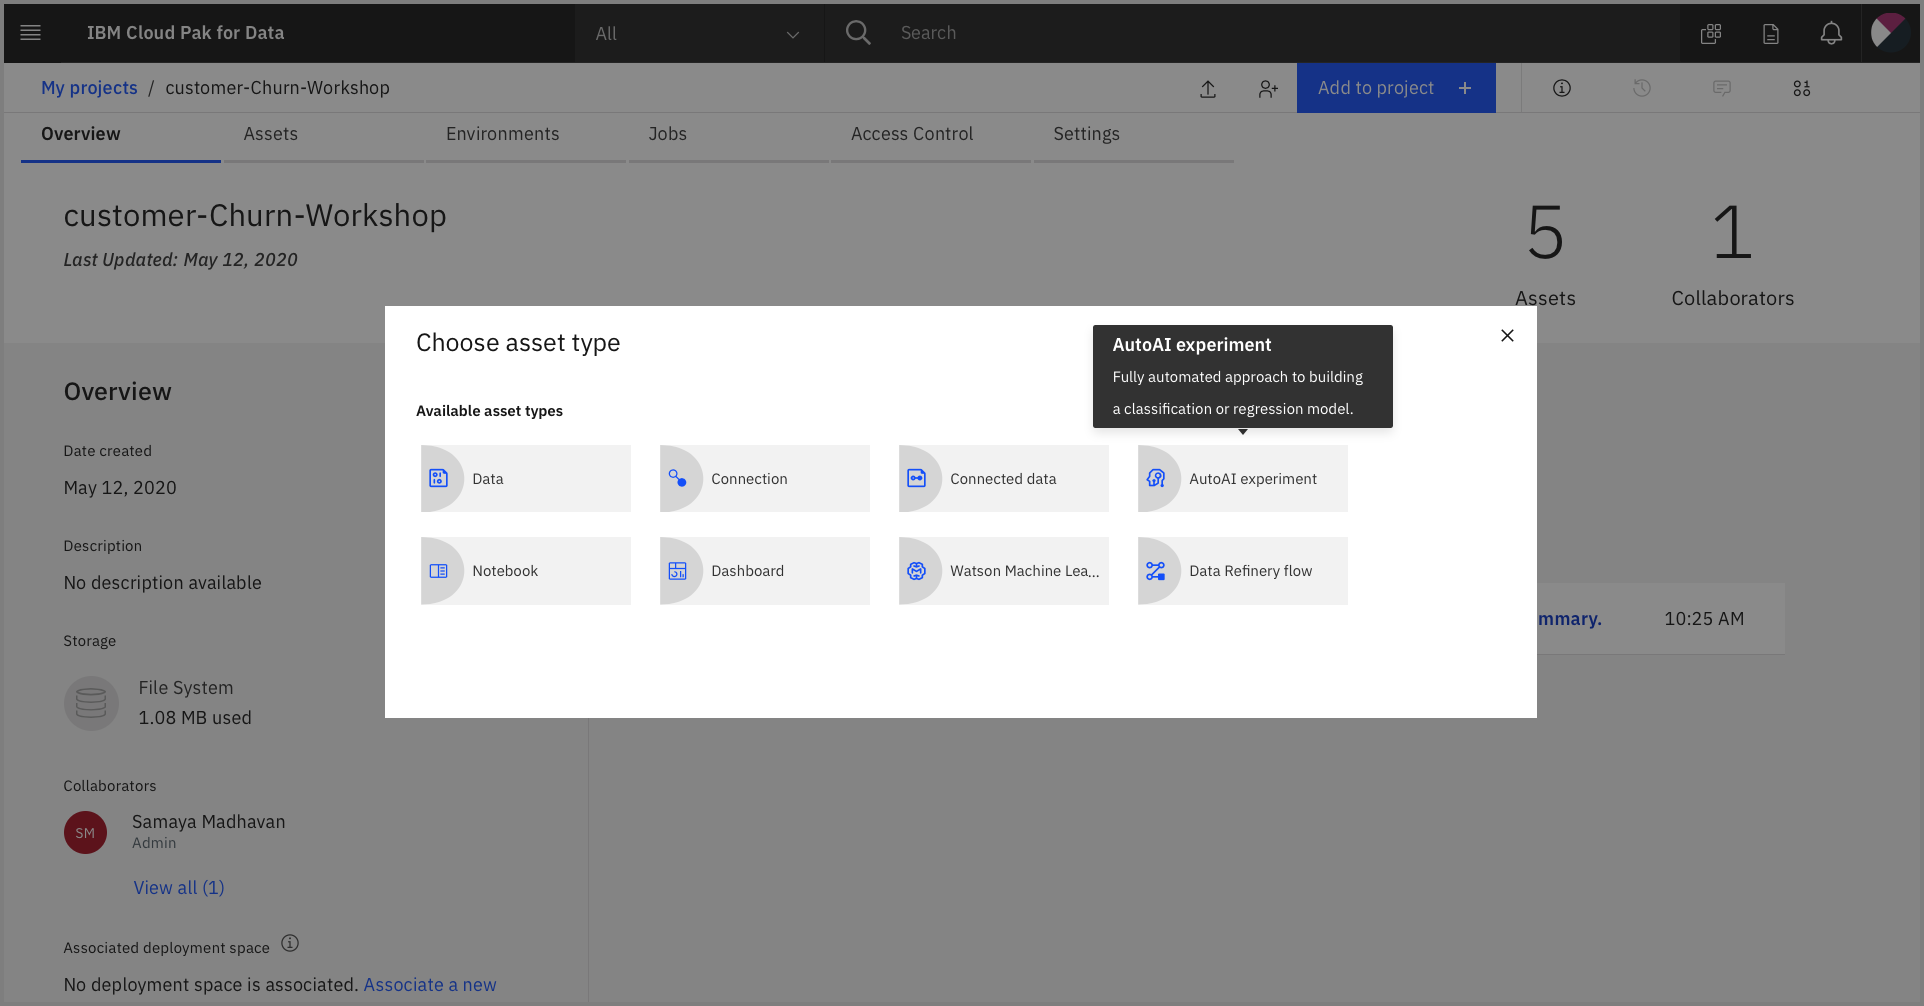 IBM Cloud Pak for Data
All
Search
My projects / customer-Churn-Workshop
Add to project +
Overview
Assets
Environments
Jobs
Access Control
Settings
customer-Churn-Workshop
Last Updated: May 12, 2020
5
Assets
1
Collaborators
Choose asset type
AutoAI experiment
Fully automated approach to building
a classification or regression model.
Available asset types
Data
Connection
Connected data
AutoAI experiment
Notebook
Dashboard
Watson Machine Lea...
Data Refinery flow
Overview
Date created
May 12, 2020
Description
No description available
Storage
File System
1.08 MB used
mmary.
10:25 AM
Collaborators
SM
Samaya Madhavan
Admin
View all (1)
Associated deployment space
No deployment space is associated. Associate a new